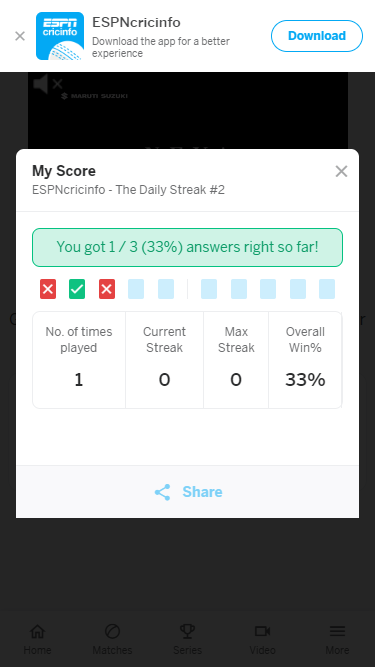 ESPN
cricinfo
ESPNcricinfo
Download the app for a better
experience
Download
MARUTI SUZUKI
My Score
ESPNcricinfo - The Daily Streak #2
You got 1 / 3 (33%) answers right so far!
No. of times
played
Current
Streak
Max
Streak
Overall
Win%
1
0
0
33%
Share
Home
Matches
Series
Video
More